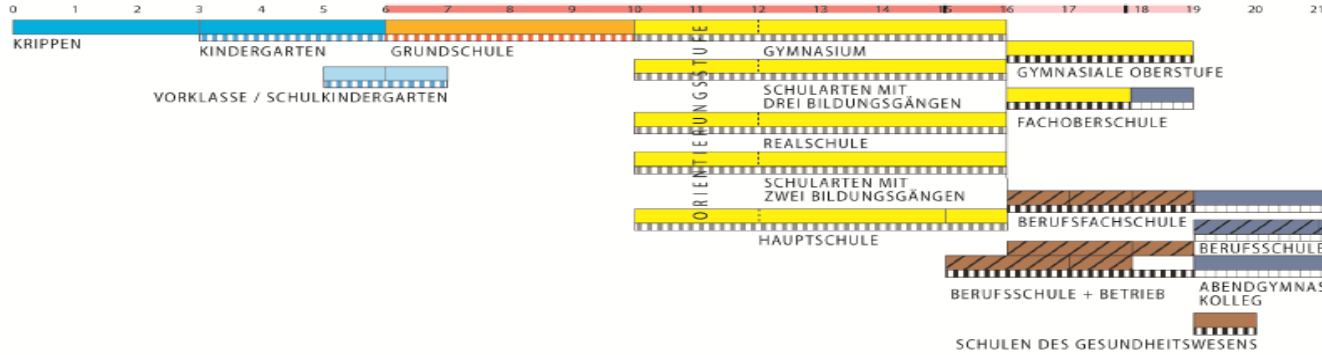 0 1 2 3 4 5 6 7 8 9 10 11 12 13 14 15 16 17 18 19 20 21
KRIPPEN
KINDERGARTEN
GRUNDSCHULE
VORKLASSE / SCHULKINDERGARTEN
ORIENTIERUNGSSTUFE
GYMNASIUM
SCHULARTEN MIT
DREI BILDUNGSGÄNGEN
REALSCHULE
SCHULARTEN MIT
ZWEI BILDUNGSGÄNGEN
HAUPTSCHULE
GYMNASIALE OBERSTUFE
FACHOBERSCHULE
BERUFSFACHSCHULE
BERUFSSCHULE
BERUFSSCHULE + BETRIEB
ABENDGYMNAS
KOLLEG
SCHULEN DES GESUNDHEITSWESENS